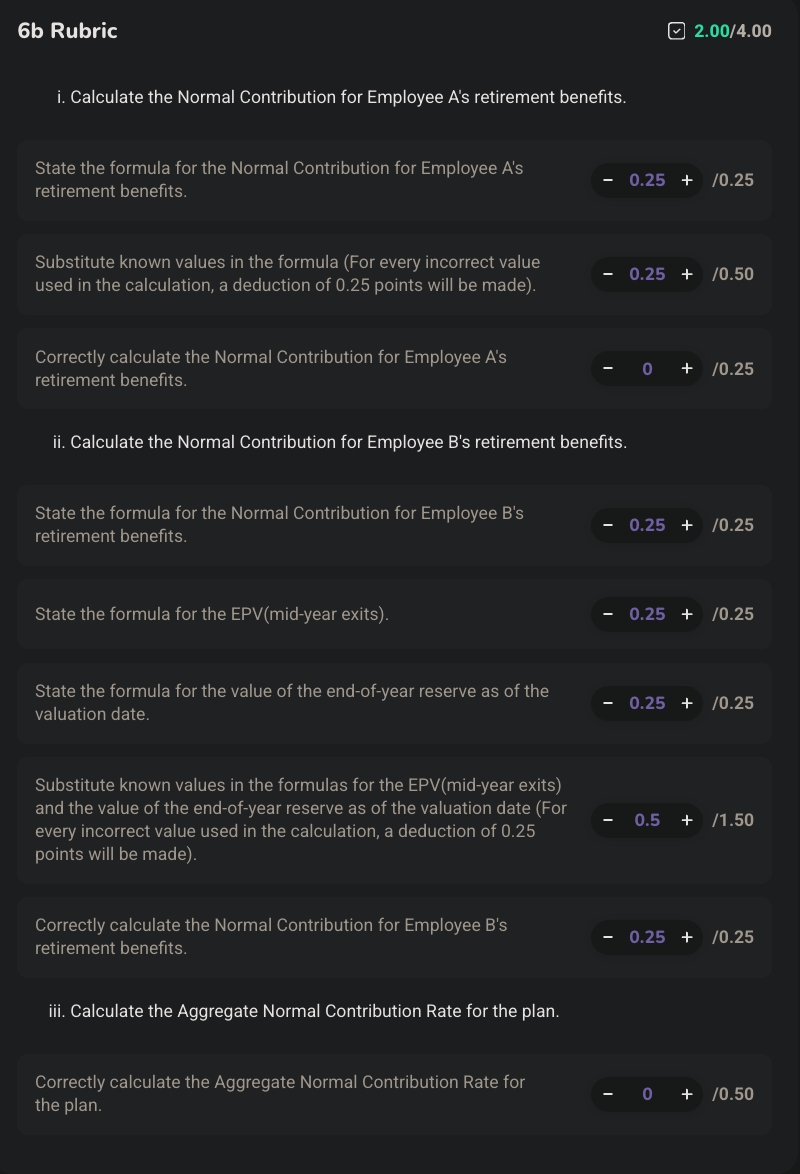 6b Rubric
2.00/4.00
i. Calculate the Normal Contribution for Employee A's retirement benefits.
State the formula for the Normal Contribution for Employee A's
retirement benefits.
− 0.25 + /0.25
Substitute known values in the formula (For every incorrect value
used in the calculation, a deduction of 0.25 points will be made).
− 0.25 + /0.50
Correctly calculate the Normal Contribution for Employee A's
retirement benefits.
− 0 + /0.25
ii. Calculate the Normal Contribution for Employee B's retirement benefits.
State the formula for the Normal Contribution for Employee B's
retirement benefits.
− 0.25 + /0.25
State the formula for the EPV(mid-year exits).
− 0.25 + /0.25
State the formula for the value of the end-of-year reserve as of the
valuation date.
− 0.25 + /0.25
Substitute known values in the formulas for the EPV(mid-year exits)
and the value of the end-of-year reserve as of the valuation date (For
every incorrect value used in the calculation, a deduction of 0.25
points will be made).
− 0.5 + /1.50
Correctly calculate the Normal Contribution for Employee B's
retirement benefits.
− 0.25 + /0.25
iii. Calculate the Aggregate Normal Contribution Rate for the plan.
Correctly calculate the Aggregate Normal Contribution Rate for
the plan.
− 0 + /0.50